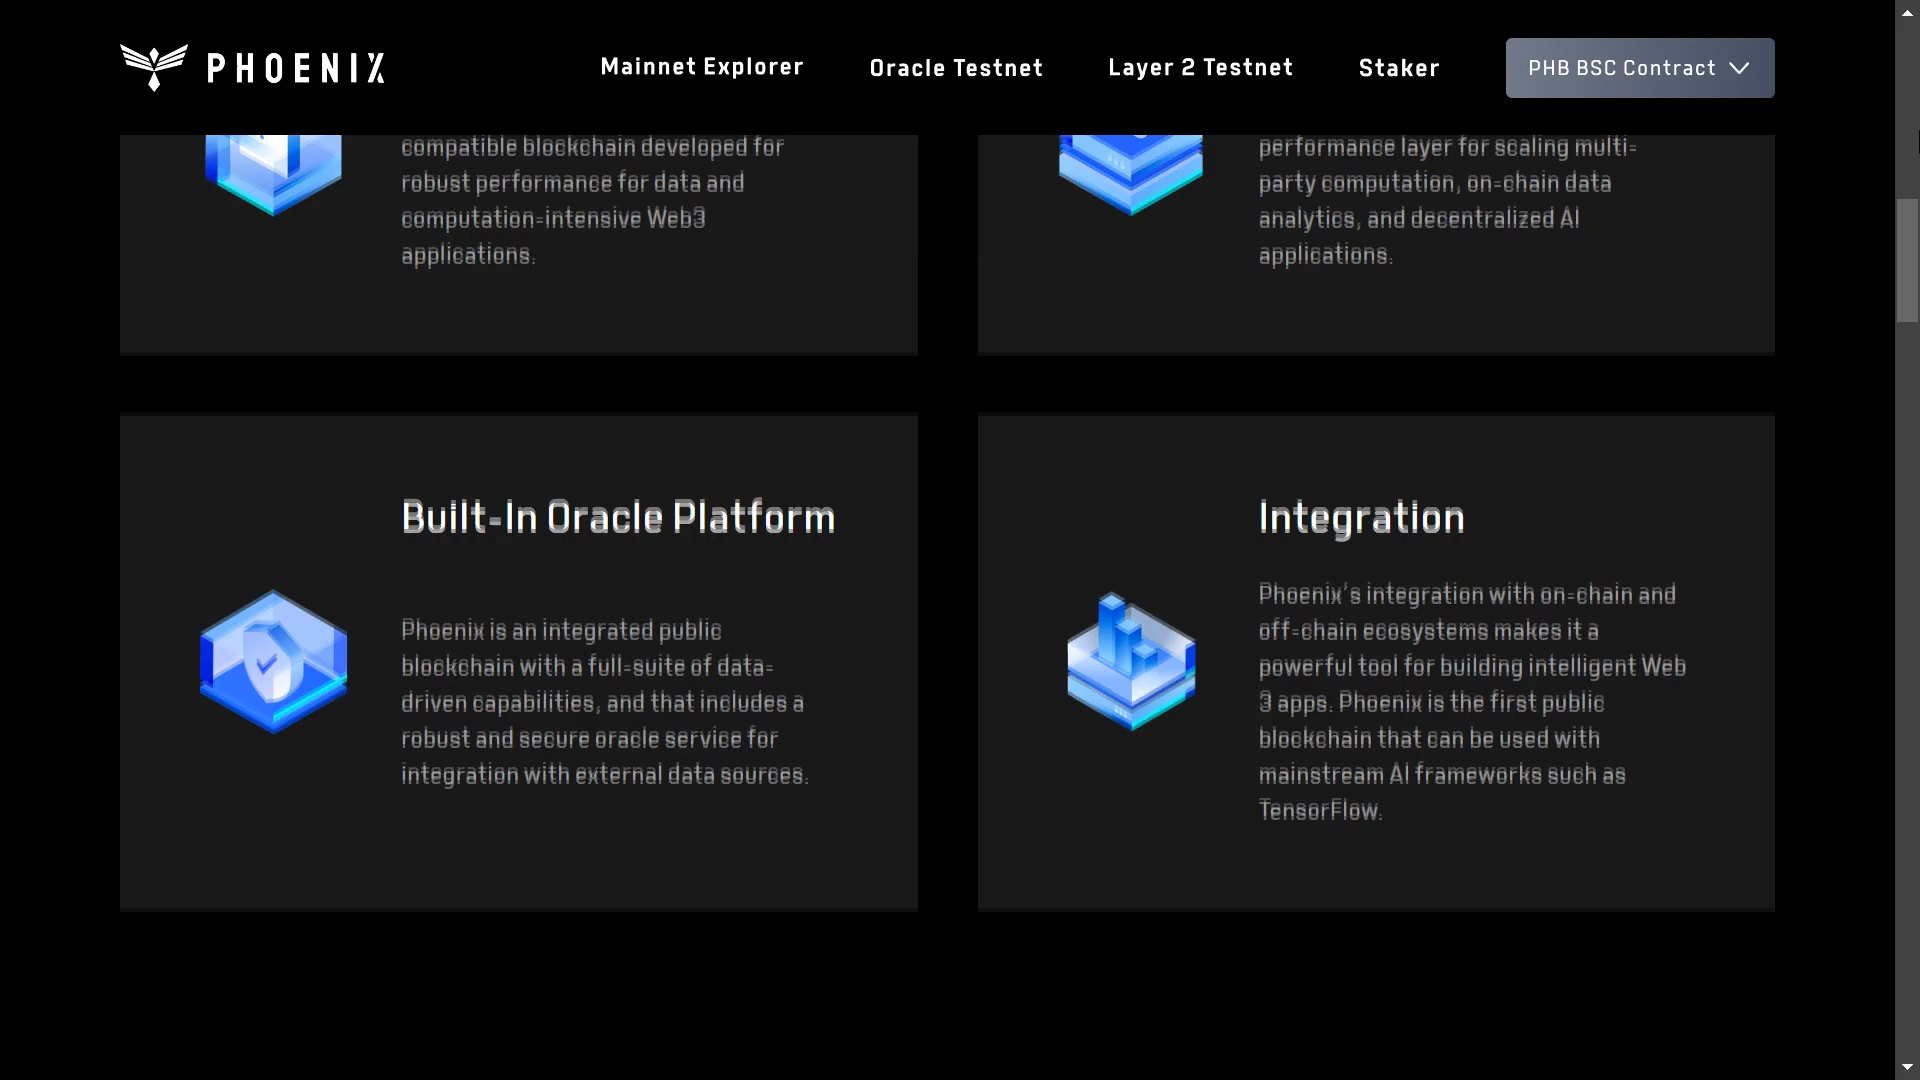 PHOENIX
Mainnet Explorer
Oracle Testnet
Layer 2 Testnet
Staker
PHB BSC Contract
compatible blockchain developed for
robust performance for data and
computation-intensive Web3
applications.
performance layer for scaling multi-
party computation, on-chain data
analytics, and decentralized AI
applications.
Built-In Oracle Platform
Phoenix is an integrated public
blockchain with a full-suite of data-
driven capabilities, and that includes a
robust and secure oracle service for
integration with external data sources.
Integration
Phoenix’s integration with on-chain and
off-chain ecosystems makes it a
powerful tool for building intelligent Web
3 apps. Phoenix is the first public
blockchain that can be used with
mainstream AI frameworks such as
TensorFlow.